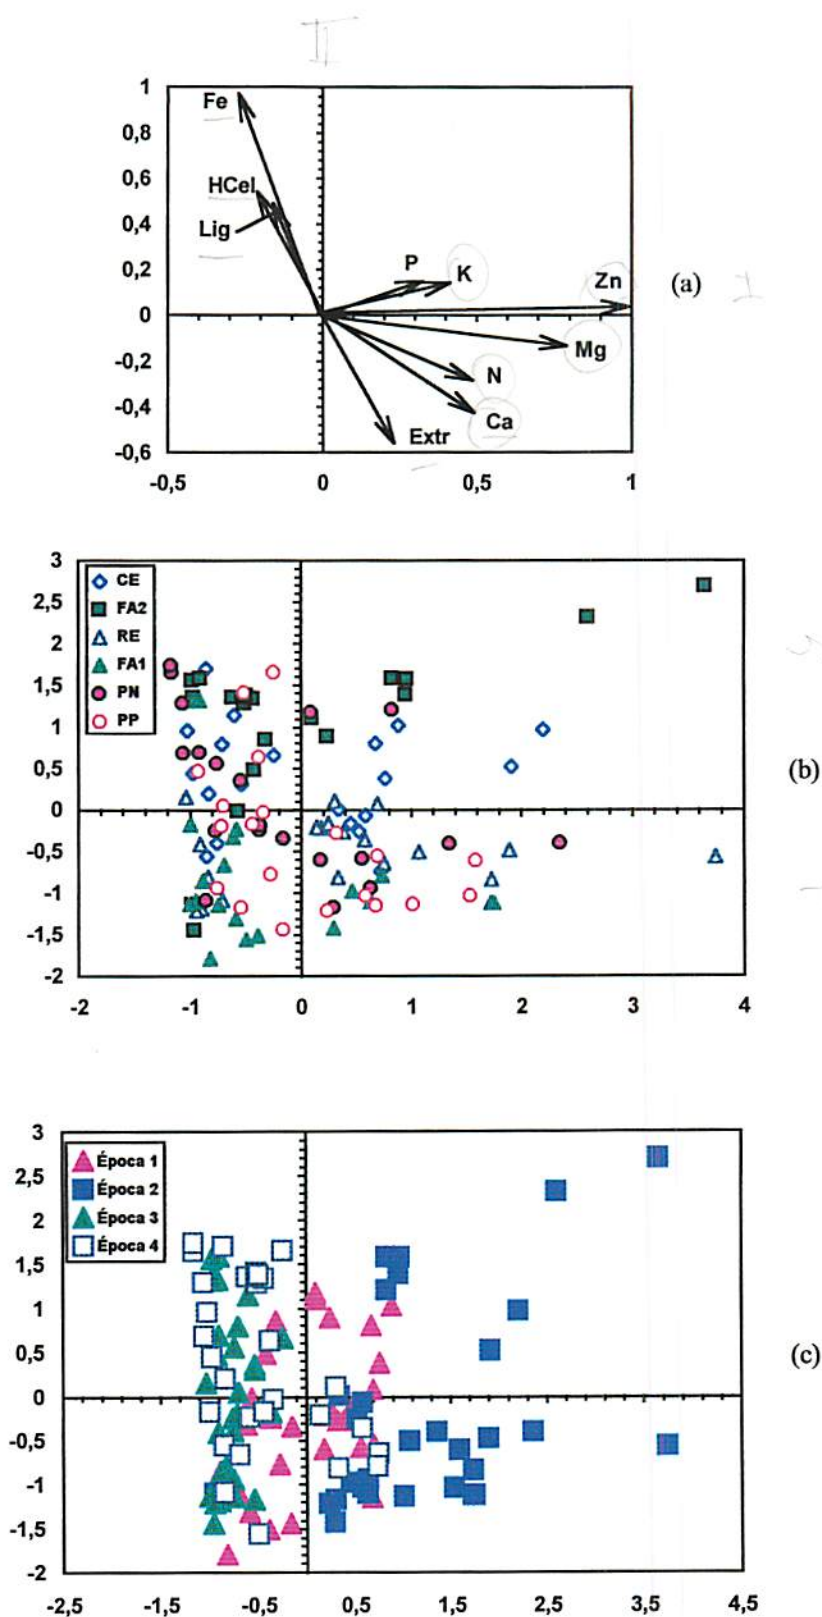 II
1
Fe
0,8
0,6
HCel
0,4
Lig
0,2
P
K
Zn
(a)
I
0
Mg
-0,2
N
-0,4
Ca
Extr
-0,6
-0,5 0 0,5 1
3
CE
2,5
FA2
2
RE
1,5
FA1
1
PN
0,5
PP
(b)
0
-0,5
-1
-1,5
-2
-2 -1 0 1 2 3 4
3
Época 1
2,5
Época 2
2
Época 3
1,5
Época 4
1
0,5
(c)
0
-0,5
-1
-1,5
-2
-2,5 -1,5 -0,5 0,5 1,5 2,5 3,5 4,5